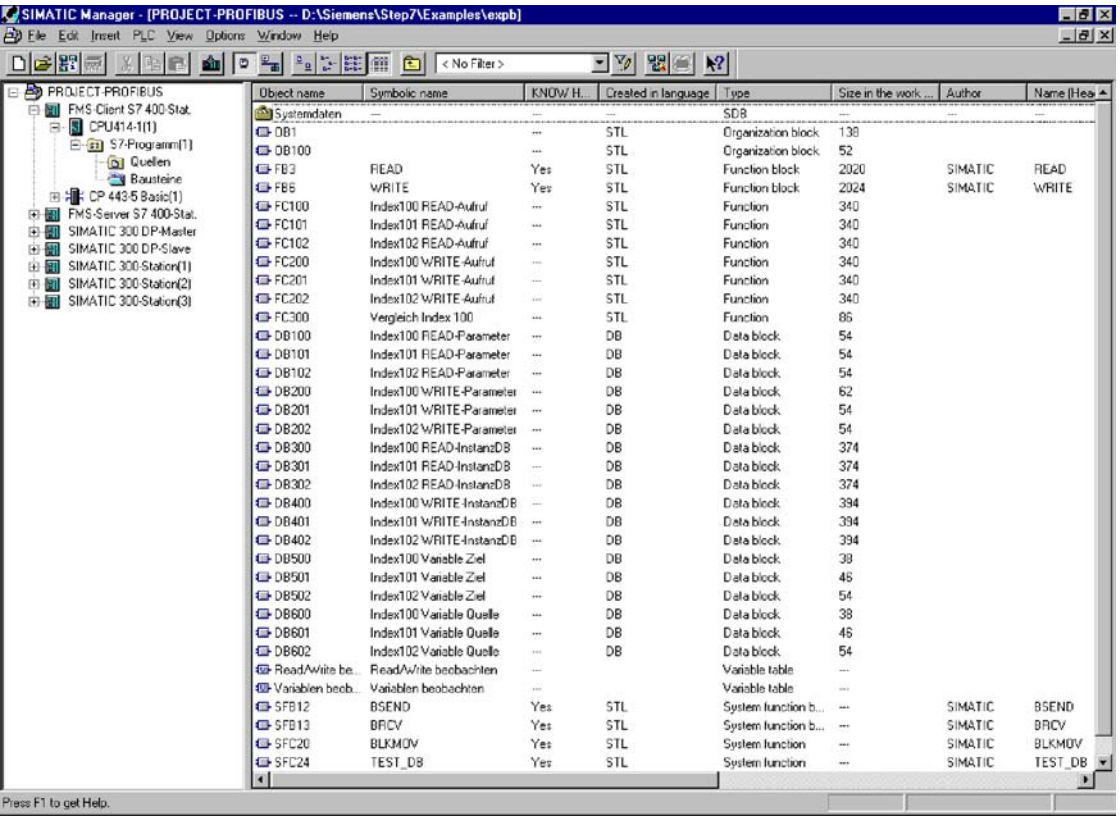 SIMATIC Manager - [PROJECT-PROFIBUS -- D:\Siemens\Step7\Examples\expb]
File Edit Insert PLC View Options Window Help
< No Filter >
PROJECT-PROFIBUS
FMS-Client S7 400-Stat.
CPU414-1(1)
S7-Programm(1)
Quellen
Bausteine
CP 443-5 Basic(1)
FMS-Server S7 400-Stat.
SIMATIC 300 DP-Master
SIMATIC 300 DP-Slave
SIMATIC 300-Station(1)
SIMATIC 300-Station(2)
SIMATIC 300-Station(3)
Object name Symbolic name KNOW H... Created in language Type Size in the work ... Author Name (Hea
Systemdaten --- --- --- SDB --- --- ---
OB1 --- STL Organization block 138
OB100 --- STL Organization block 52
FB3 READ Yes STL Function block 2020 SIMATIC READ
FB6 WRITE Yes STL Function block 2024 SIMATIC WRITE
FC100 Index100 READ-Aufruf --- STL Function 340
FC101 Index101 READ-Aufruf --- STL Function 340
FC102 Index102 READ-Aufruf --- STL Function 340
FC200 Index100 WRITE-Aufruf --- STL Function 340
FC201 Index101 WRITE-Aufruf --- STL Function 340
FC202 Index102 WRITE-Aufruf --- STL Function 340
FC300 Vergleich Index 100 --- STL Function 86
DB100 Index100 READ-Parameter --- DB Data block 54
DB101 Index101 READ-Parameter --- DB Data block 54
DB102 Index102 READ-Parameter --- DB Data block 54
DB200 Index100 WRITE-Parameter --- DB Data block 62
DB201 Index101 WRITE-Parameter --- DB Data block 54
DB202 Index102 WRITE-Parameter --- DB Data block 54
DB300 Index100 READ-InstanzDB --- DB Data block 374
DB301 Index101 READ-InstanzDB --- DB Data block 374
DB302 Index102 READ-InstanzDB --- DB Data block 374
DB400 Index100 WRITE-InstanzDB --- DB Data block 394
DB401 Index101 WRITE-InstanzDB --- DB Data block 394
DB402 Index102 WRITE-InstanzDB --- DB Data block 394
DB500 Index100 Variable Ziel --- DB Data block 38
DB501 Index101 Variable Ziel --- DB Data block 46
DB502 Index102 Variable Ziel --- DB Data block 54
DB600 Index100 Variable Quelle --- DB Data block 38
DB601 Index101 Variable Quelle --- DB Data block 46
DB602 Index102 Variable Quelle --- DB Data block 54
Read/Write be... Read/Write beobachten --- Variable table ---
Variablen beob... Variablen beobachten --- Variable table ---
SFB12 BSEND Yes STL System function b... --- SIMATIC BSEND
SFB13 BRCV Yes STL System function b... --- SIMATIC BRCV
SFC20 BLKMOV Yes STL System function --- SIMATIC BLKMOV
SFC24 TEST_DB Yes STL System function --- SIMATIC TEST_DB
Press F1 to get Help.